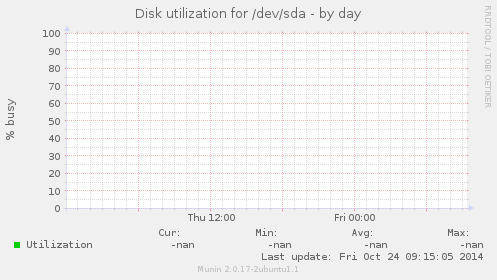 Disk utilization for /dev/sda - by day
RRDTOOL / TOBI OETIKER
% busy
100
90
80
70
60
50
40
30
20
10
0
Thu 12:00 Fri 00:00
Cur: Min: Avg: Max:
Utilization -nan -nan -nan -nan
Last update: Fri Oct 24 09:15:05 2014
Munin 2.0.17-2ubuntu1.1